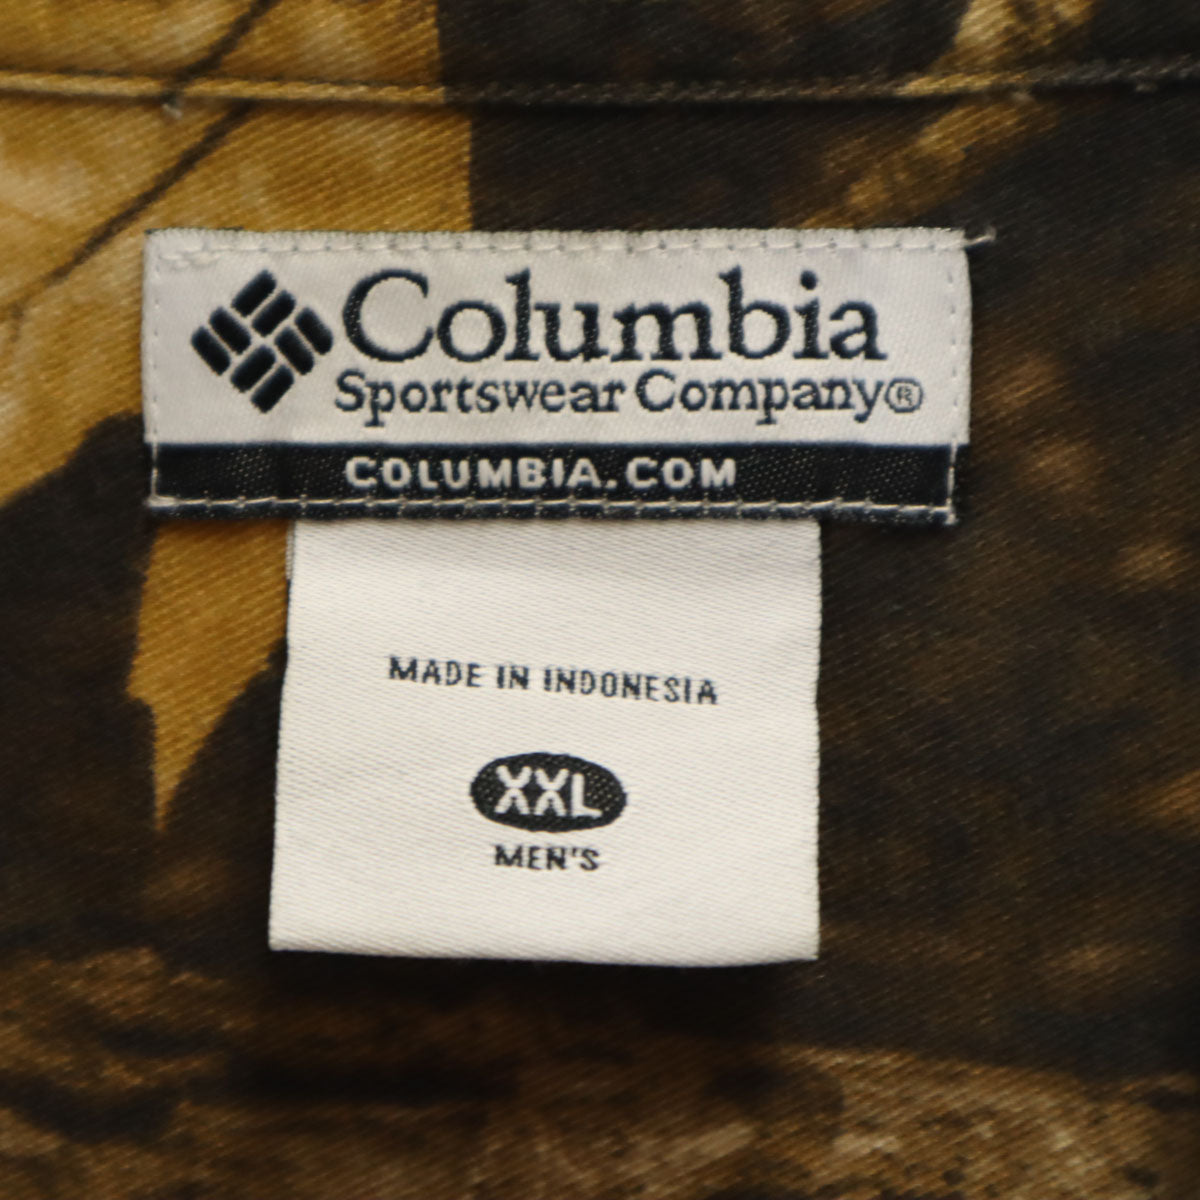 Columbia
Sportswear Company®
COLUMBIA.COM
MADE IN INDONESIA
XXL
MEN'S